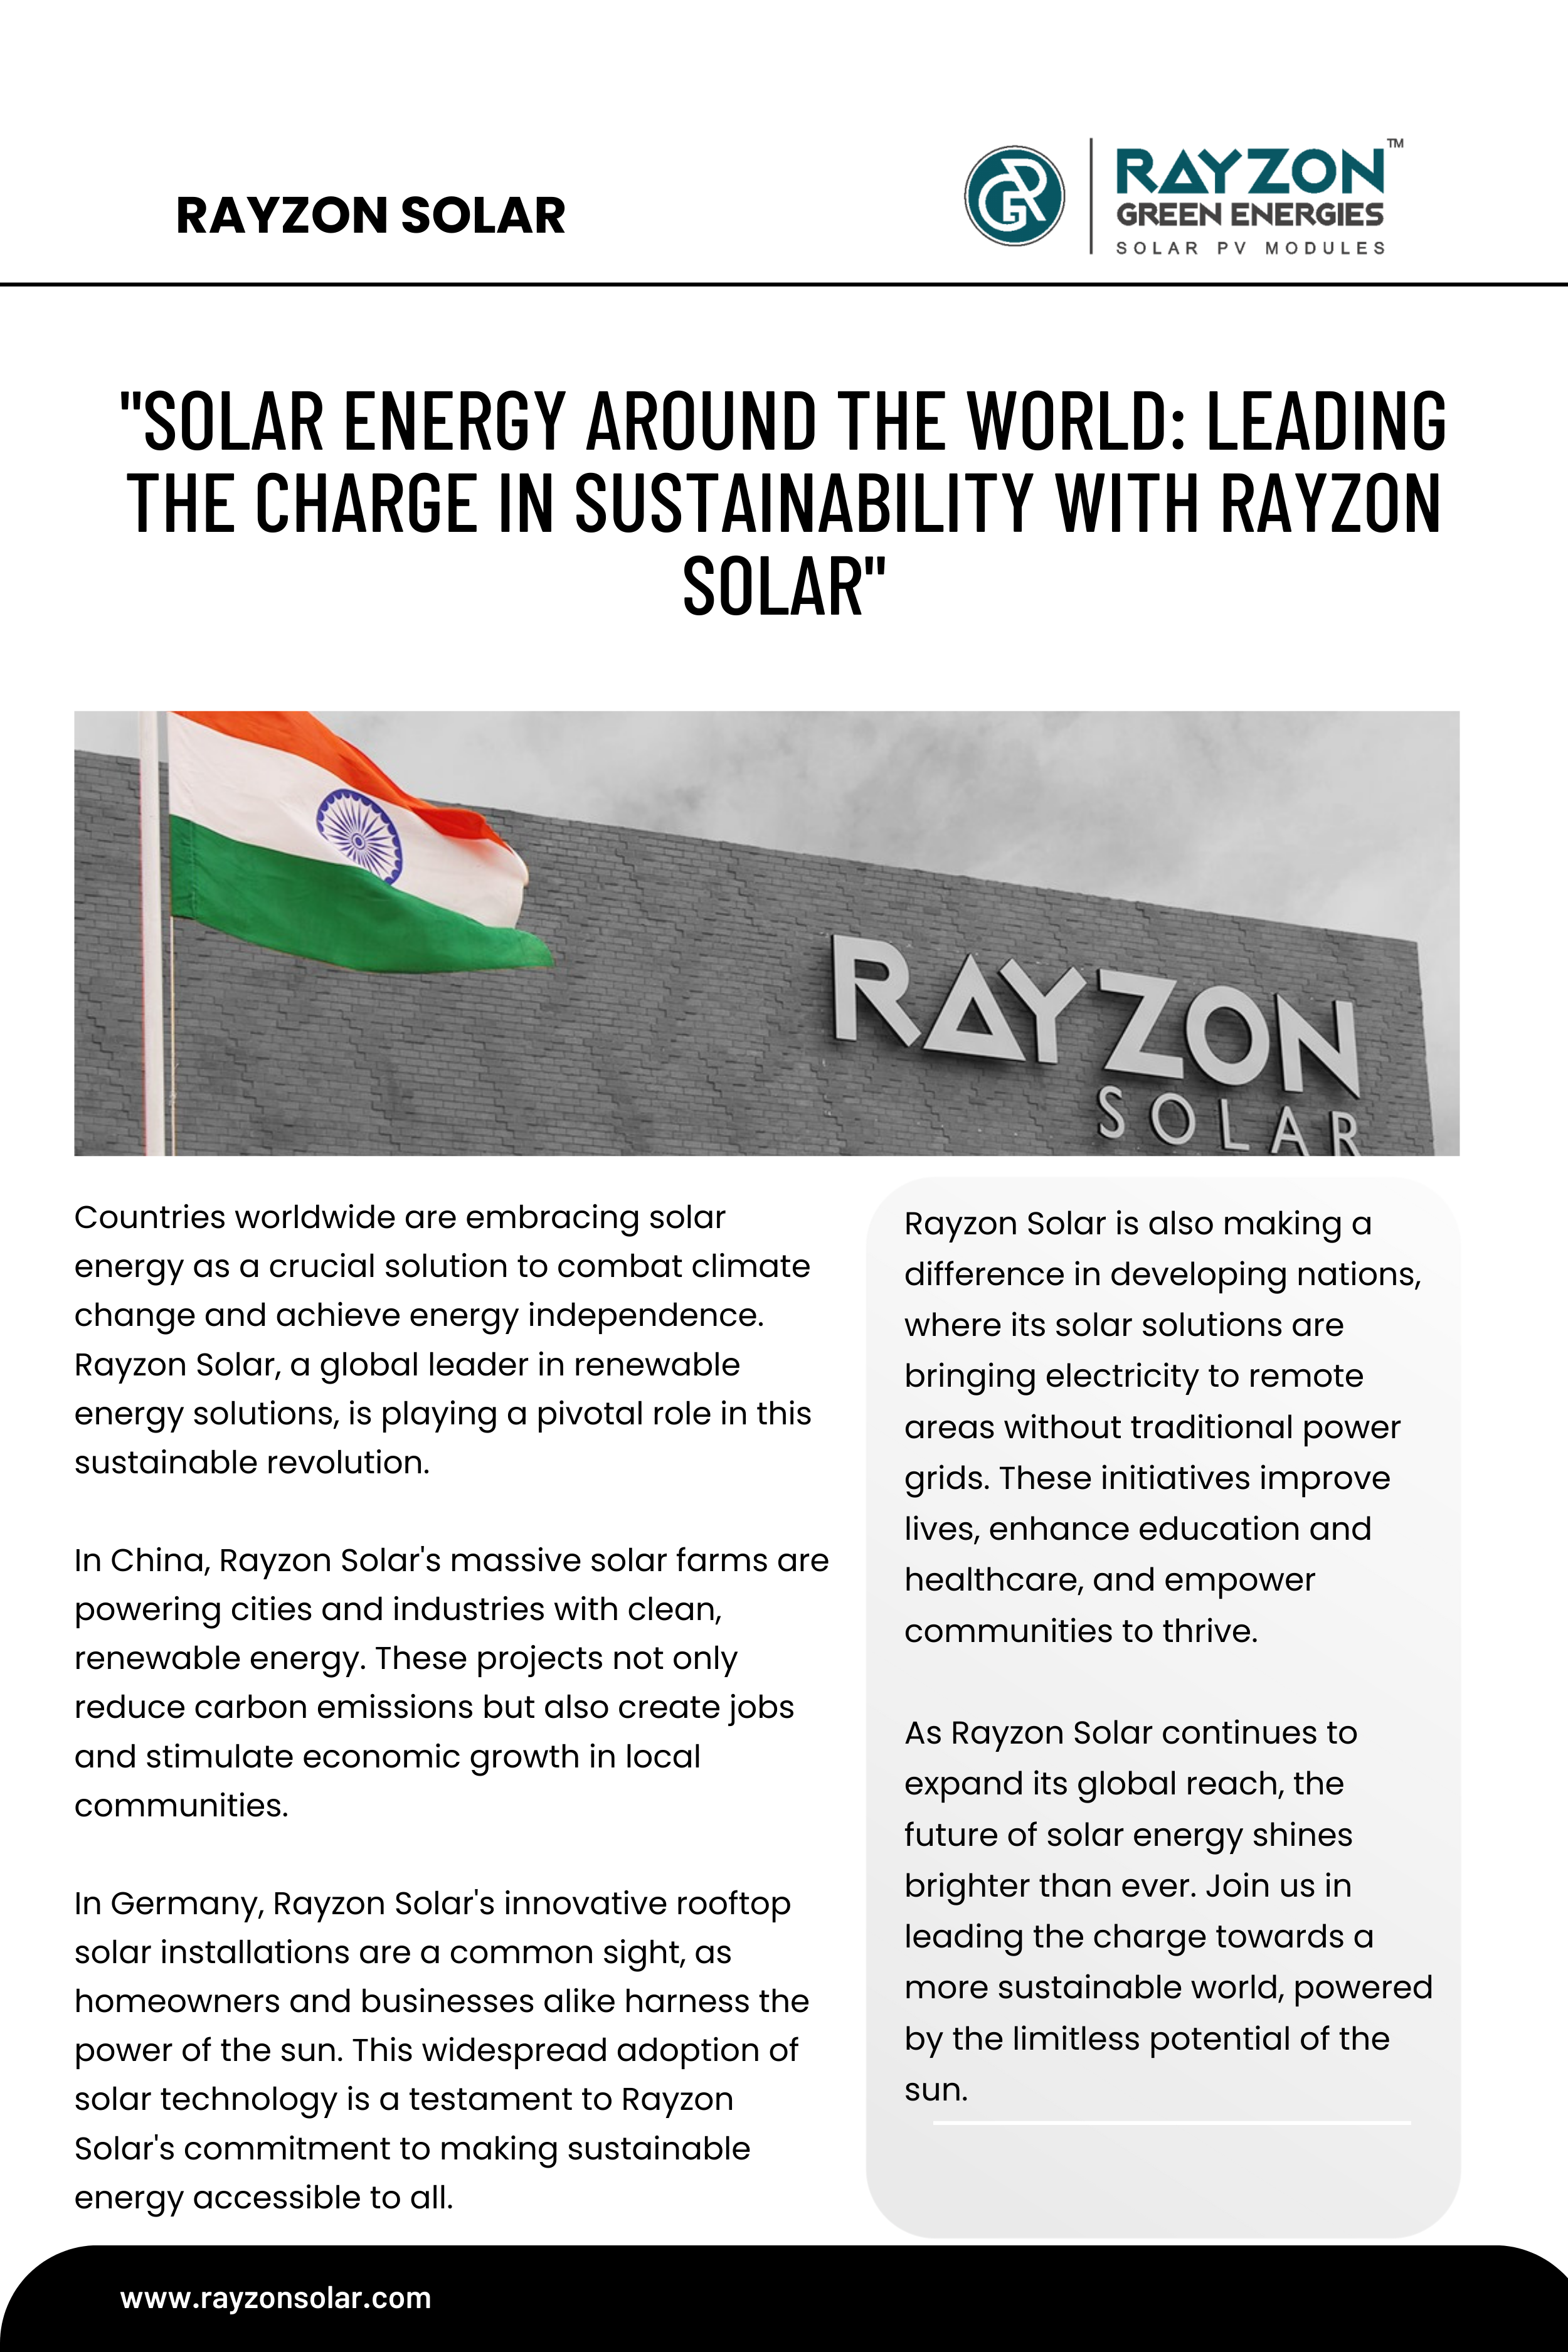 RAYZON SOLAR
RAYZON™
GREEN ENERGIES
SOLAR PV MODULES
"SOLAR ENERGY AROUND THE WORLD: LEADING
THE CHARGE IN SUSTAINABILITY WITH RAYZON
SOLAR"
RAYZON
SOLAR
Countries worldwide are embracing solar
energy as a crucial solution to combat climate
change and achieve energy independence.
Rayzon Solar, a global leader in renewable
energy solutions, is playing a pivotal role in this
sustainable revolution.
In China, Rayzon Solar's massive solar farms are
powering cities and industries with clean,
renewable energy. These projects not only
reduce carbon emissions but also create jobs
and stimulate economic growth in local
communities.
In Germany, Rayzon Solar's innovative rooftop
solar installations are a common sight, as
homeowners and businesses alike harness the
power of the sun. This widespread adoption of
solar technology is a testament to Rayzon
Solar's commitment to making sustainable
energy accessible to all.
Rayzon Solar is also making a
difference in developing nations,
where its solar solutions are
bringing electricity to remote
areas without traditional power
grids. These initiatives improve
lives, enhance education and
healthcare, and empower
communities to thrive.
As Rayzon Solar continues to
expand its global reach, the
future of solar energy shines
brighter than ever. Join us in
leading the charge towards a
more sustainable world, powered
by the limitless potential of the
sun.
www.rayzonsolar.com